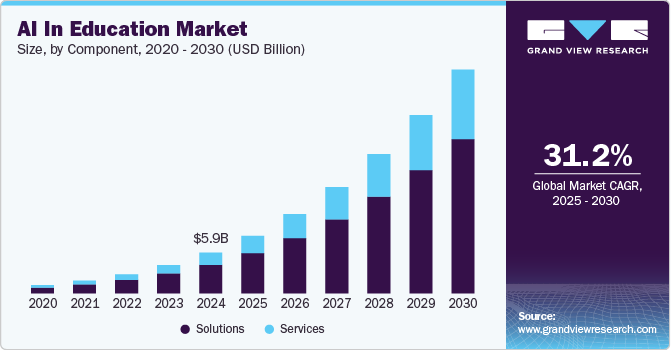 AI In Education Market
Size, by Component, 2020 - 2030 (USD Billion)
$5.9B
2020 2021 2022 2023 2024 2025 2026 2027 2028 2029 2030
Solutions Services
GRAND VIEW RESEARCH
31.2%
Global Market CAGR,
2025 - 2030
Source:
www.grandviewresearch.com